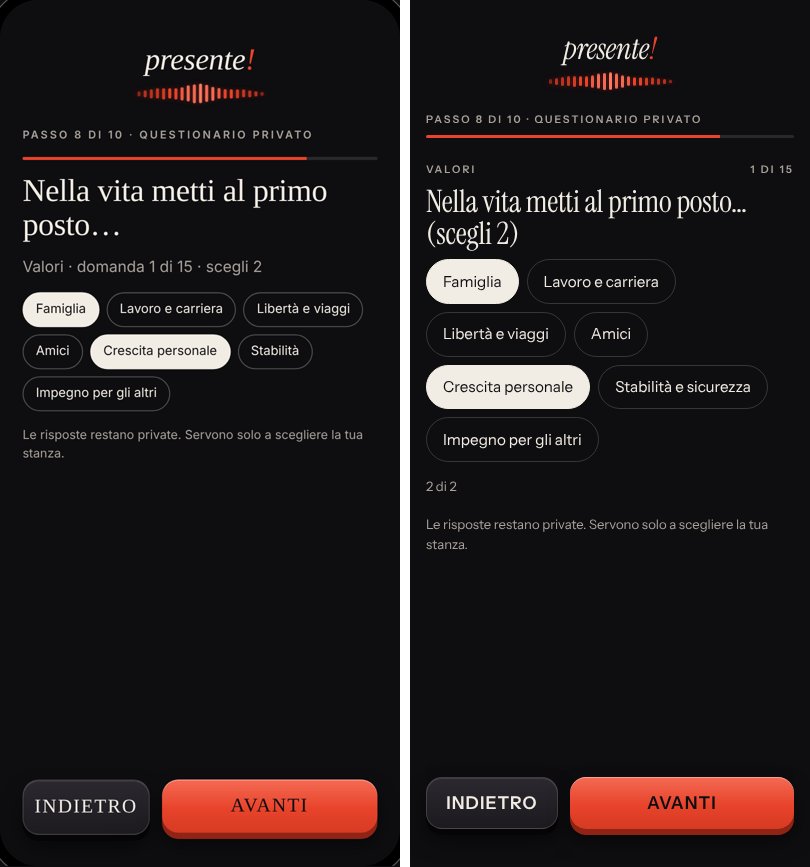 presente!
PASSO 8 DI 10 · QUESTIONARIO PRIVATO
Nella vita metti al primo
posto…
Valori · domanda 1 di 15 · scegli 2
Famiglia
Lavoro e carriera
Libertà e viaggi
Amici
Crescita personale
Stabilità
Impegno per gli altri
Le risposte restano private. Servono solo a scegliere la tua
stanza.
INDIETRO
AVANTI
presente!
PASSO 8 DI 10 · QUESTIONARIO PRIVATO
VALORI
1 DI 15
Nella vita metti al primo posto…
(scegli 2)
Famiglia
Lavoro e carriera
Libertà e viaggi
Amici
Crescita personale
Stabilità e sicurezza
Impegno per gli altri
2 di 2
Le risposte restano private. Servono solo a scegliere la tua
stanza.
INDIETRO
AVANTI